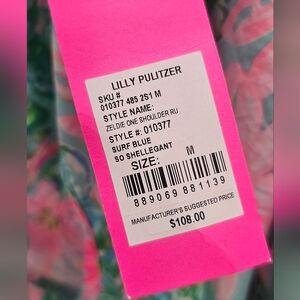 LILLY PULITZER
SKU #
010377 485 2S1 M
STYLE NAME:
ZELDIE ONE SHOULDER RU
STYLE #: 010377
SURF BLUE
SO SHELLEGANT
SIZE: M
889069 881139
MANUFACTURER'S SUGGESTED PRICE
$108.00